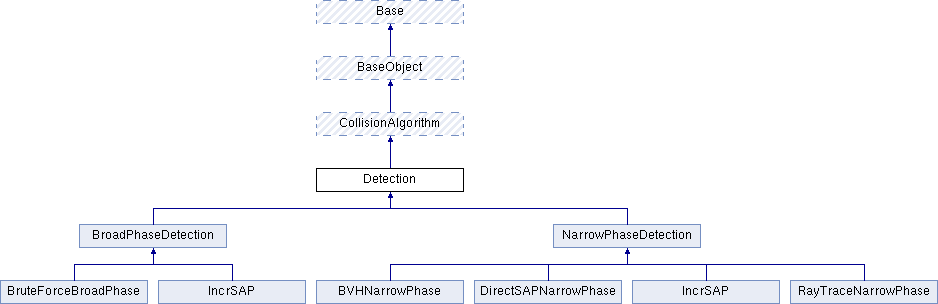 Base
BaseObject
CollisionAlgorithm
Detection
BroadPhaseDetection
NarrowPhaseDetection
BruteForceBroadPhase
IncrSAP
BVHNarrowPhase
DirectSAPNarrowPhase
IncrSAP
RayTraceNarrowPhase